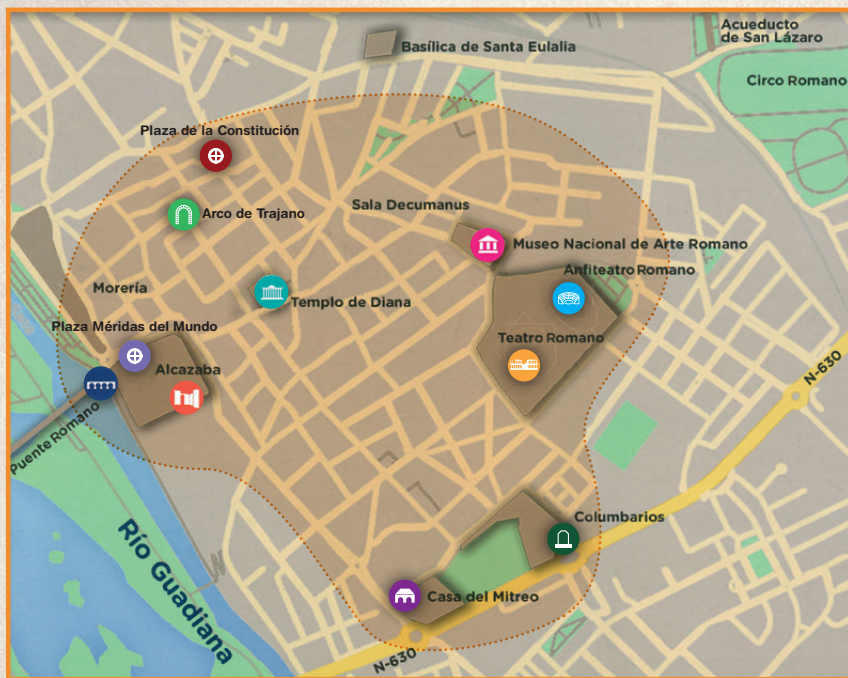 Acueducto
de San Lázaro
Basílica de Santa Eulalia
Circo Romano
Plaza de la Constitución
Sala Decumanus
Arco de Trajano
Museo Nacional de Arte Romano
Anfiteatro Romano
Morería
Templo de Diana
Plaza Méridas del Mundo
Teatro Romano
Alcazaba
N-630
Puente Romano
Columbarios
Río Guadiana
Casa del Mitreo
N-630